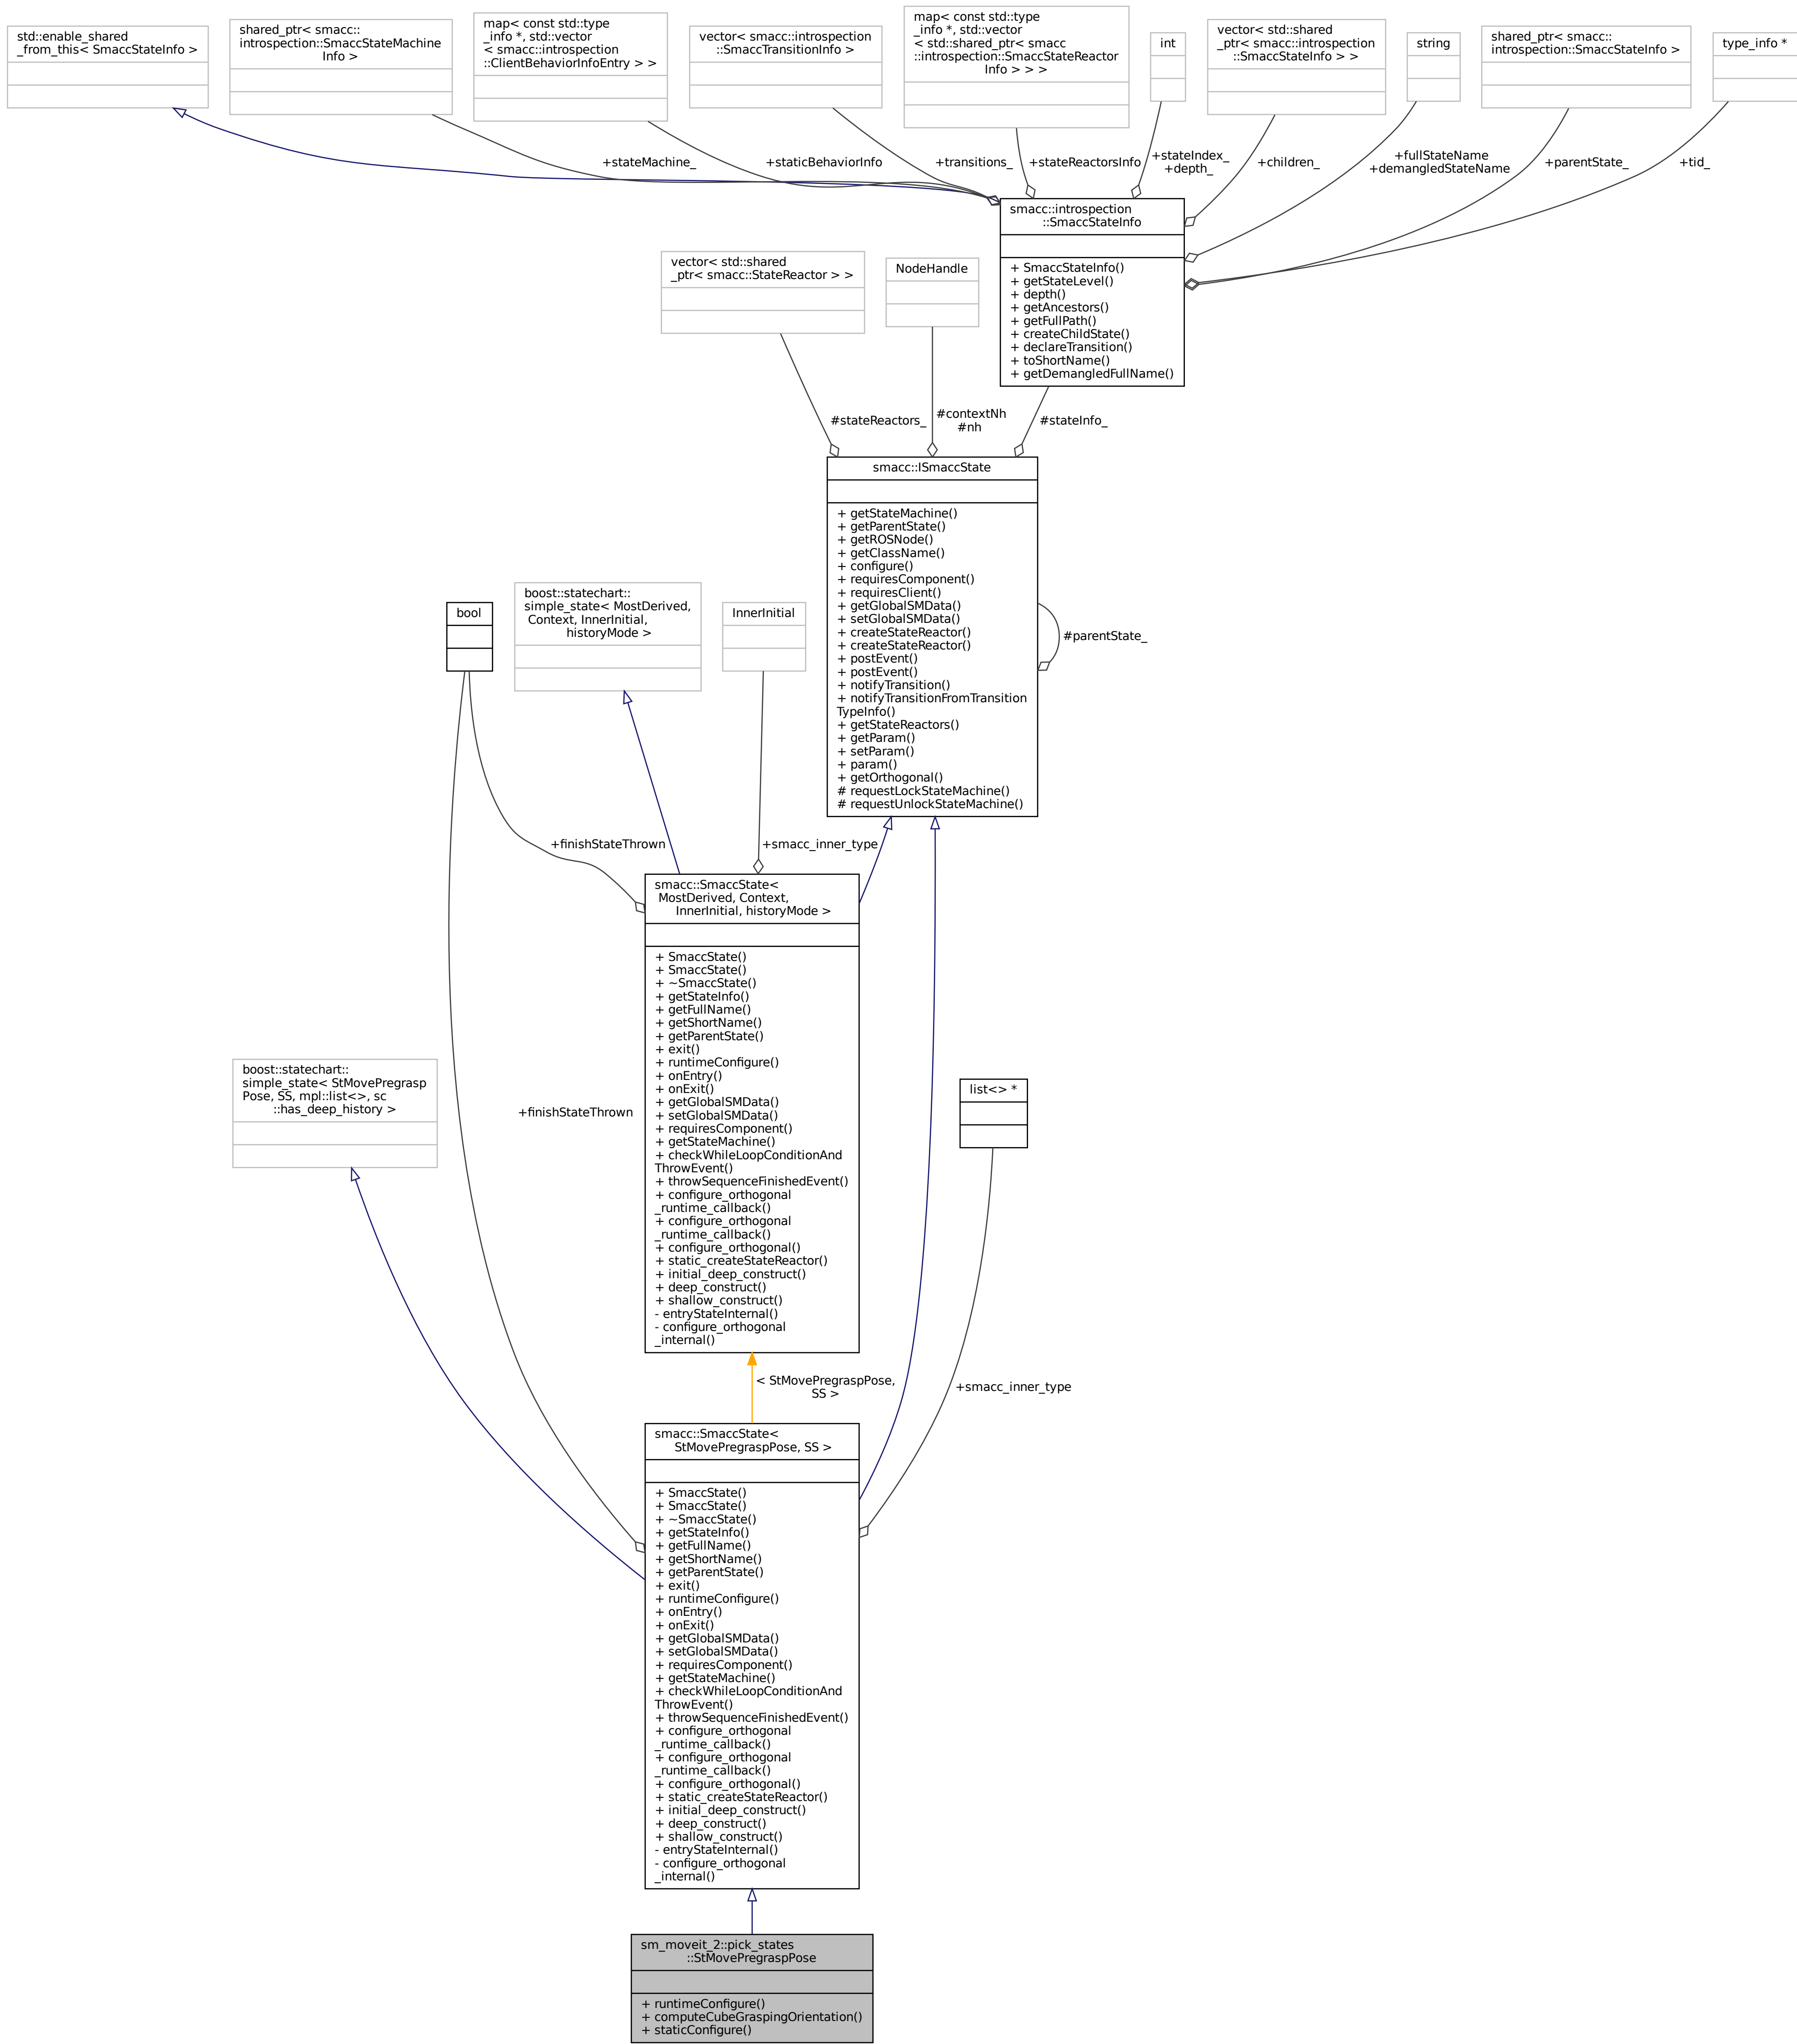 std::enable_shared
_from_this< SmaccStateInfo >
shared_ptr< smacc::
introspection::SmaccStateMachine
Info >
map< const std::type
_info *, std::vector
< smacc::introspection
::ClientBehaviorInfoEntry > >
vector< smacc::introspection
::SmaccTransitionInfo >
map< const std::type
_info *, std::vector
< std::shared_ptr< smacc
::introspection::SmaccStateReactor
Info > > >
int
vector< std::shared
_ptr< smacc::introspection
::SmaccStateInfo > >
string
shared_ptr< smacc::
introspection::SmaccStateInfo >
type_info *
+stateMachine_
+staticBehaviorInfo
+transitions_
+stateReactorsInfo
+stateIndex_
+depth_
+children_
+fullStateName
+demangledStateName
+parentState_
+tid_
smacc::introspection
::SmaccStateInfo
+ SmaccStateInfo()
+ getStateLevel()
+ depth()
+ getAncestors()
+ getFullPath()
+ createChildState()
+ declareTransition()
+ toShortName()
+ getDemangledFullName()
vector< std::shared
_ptr< smacc::StateReactor > >
NodeHandle
#stateReactors_
#contextNh
#nh
#stateInfo_
smacc::ISmaccState
+ getStateMachine()
+ getParentState()
+ getROSNode()
+ getClassName()
+ configure()
+ requiresComponent()
+ requiresClient()
+ getGlobalSMData()
+ setGlobalSMData()
+ createStateReactor()
+ createStateReactor()
+ postEvent()
+ postEvent()
+ notifyTransition()
+ notifyTransitionFromTransition
TypeInfo()
+ getStateReactors()
+ getParam()
+ setParam()
+ param()
+ getOrthogonal()
# requestLockStateMachine()
# requestUnlockStateMachine()
#parentState_
bool
boost::statechart::
simple_state< MostDerived,
Context, InnerInitial,
historyMode >
InnerInitial
+finishStateThrown
+smacc_inner_type
smacc::SmaccState<
MostDerived, Context,
InnerInitial, historyMode >
+ SmaccState()
+ SmaccState()
+ ~SmaccState()
+ getStateInfo()
+ getFullName()
+ getShortName()
+ getParentState()
+ exit()
+ runtimeConfigure()
+ onEntry()
+ onExit()
+ getGlobalSMData()
+ setGlobalSMData()
+ requiresComponent()
+ getStateMachine()
+ checkWhileLoopConditionAnd
ThrowEvent()
+ throwSequenceFinishedEvent()
+ configure_orthogonal
_runtime_callback()
+ configure_orthogonal
_runtime_callback()
+ configure_orthogonal()
+ static_createStateReactor()
+ initial_deep_construct()
+ deep_construct()
+ shallow_construct()
- entryStateInternal()
- configure_orthogonal
_internal()
boost::statechart::
simple_state< StMovePregrasp
Pose, SS, mpl::list<>, sc
::has_deep_history >
+finishStateThrown
list<> *
< StMovePregraspPose,
SS >
+smacc_inner_type
smacc::SmaccState<
StMovePregraspPose, SS >
+ SmaccState()
+ SmaccState()
+ ~SmaccState()
+ getStateInfo()
+ getFullName()
+ getShortName()
+ getParentState()
+ exit()
+ runtimeConfigure()
+ onEntry()
+ onExit()
+ getGlobalSMData()
+ setGlobalSMData()
+ requiresComponent()
+ getStateMachine()
+ checkWhileLoopConditionAnd
ThrowEvent()
+ throwSequenceFinishedEvent()
+ configure_orthogonal
_runtime_callback()
+ configure_orthogonal
_runtime_callback()
+ configure_orthogonal()
+ static_createStateReactor()
+ initial_deep_construct()
+ deep_construct()
+ shallow_construct()
- entryStateInternal()
- configure_orthogonal
_internal()
sm_moveit_2::pick_states
::StMovePregraspPose
+ runtimeConfigure()
+ computeCubeGraspingOrientation()
+ staticConfigure()